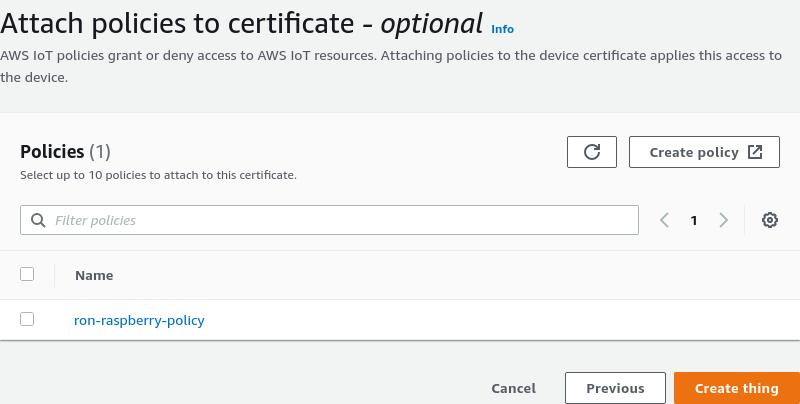 Attach policies to certificate - optional Info
AWS IoT policies grant or deny access to AWS IoT resources. Attaching policies to the device certificate applies this access to
the device.
Policies (1)
Create policy
Select up to 10 policies to attach to this certificate.
Filter policies
1
Name
ron-raspberry-policy
Cancel
Previous
Create thing